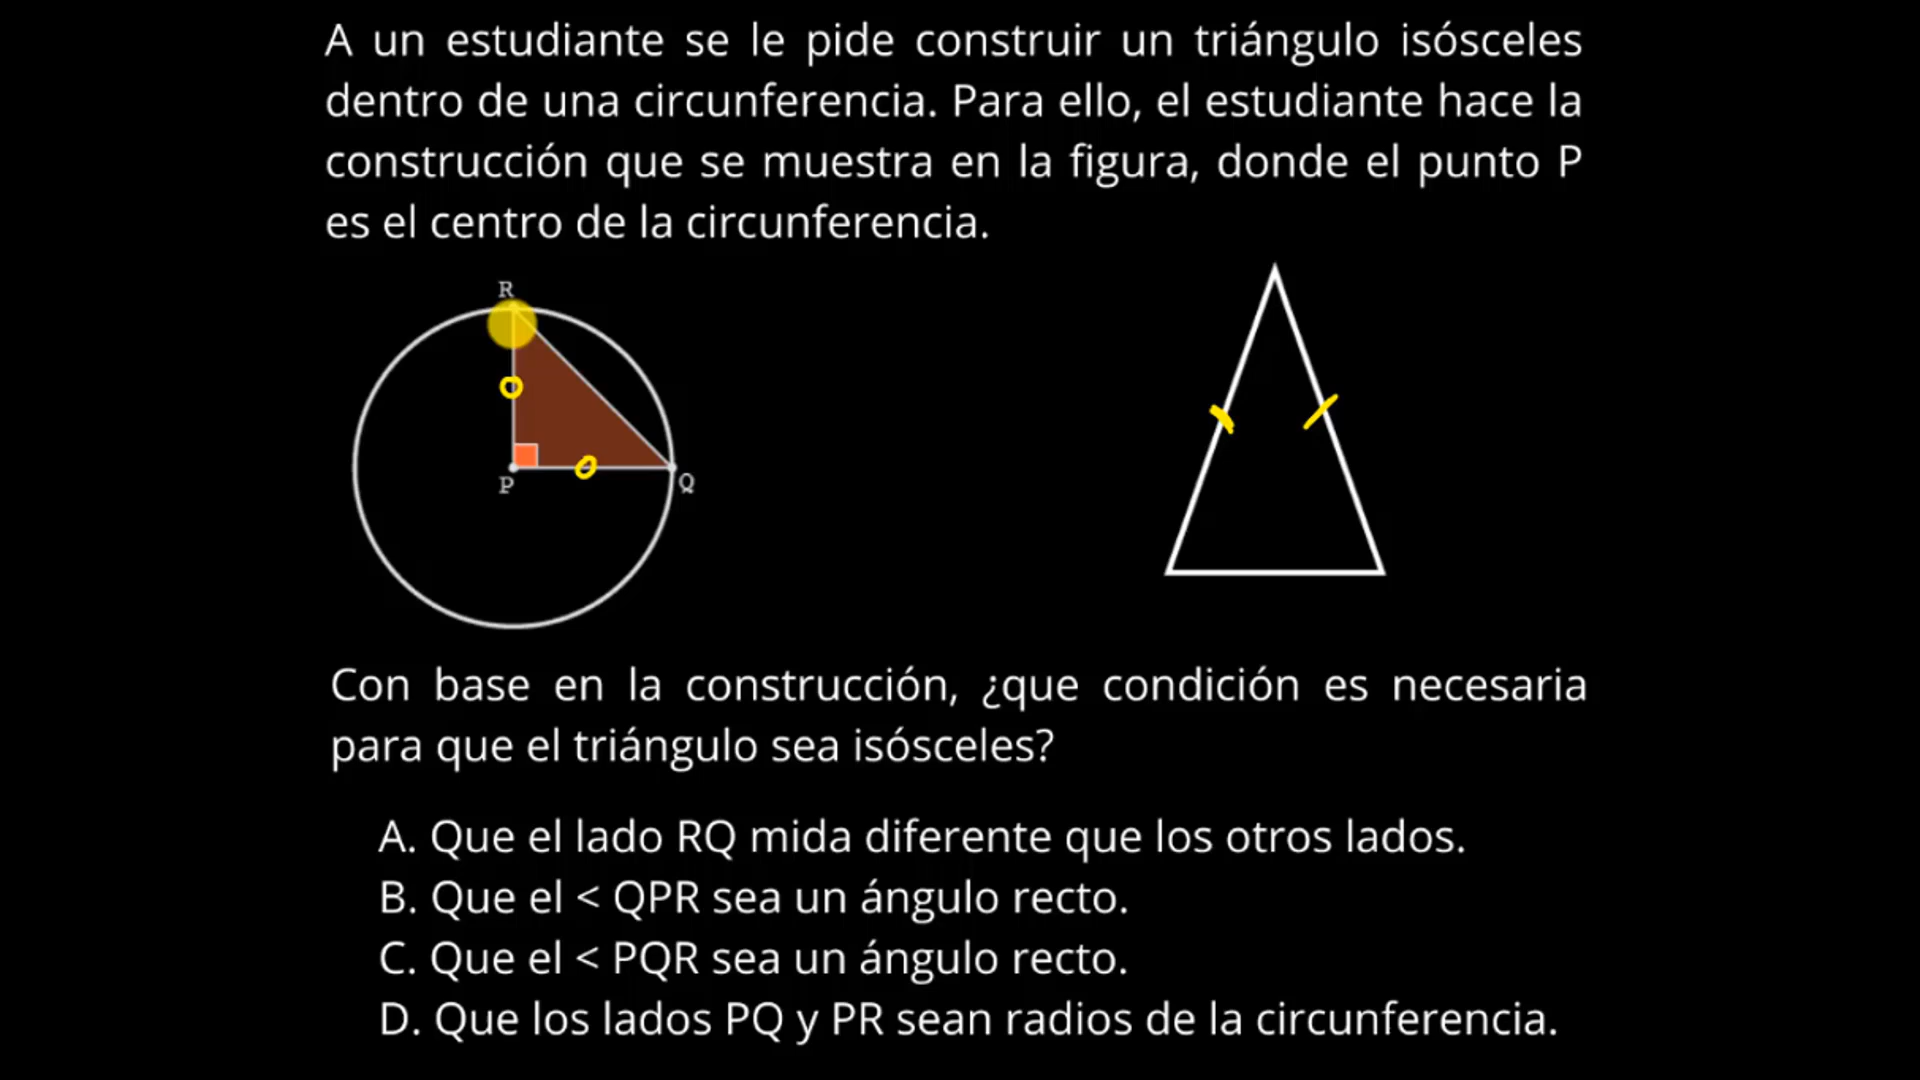 A un estudiante se le pide construir un triángulo isósceles
dentro de una circunferencia. Para ello, el estudiante hace la
construcción que se muestra en la figura, donde el punto P
es el centro de la circunferencia.
R
P
Q
Con base en la construcción, ¿que condición es necesaria
para que el triángulo sea isósceles?
A. Que el lado RQ mida diferente que los otros lados.
B. Que el < QPR sea un ángulo recto.
C. Que el < PQR sea un ángulo recto.
D. Que los lados PQ y PR sean radios de la circunferencia.